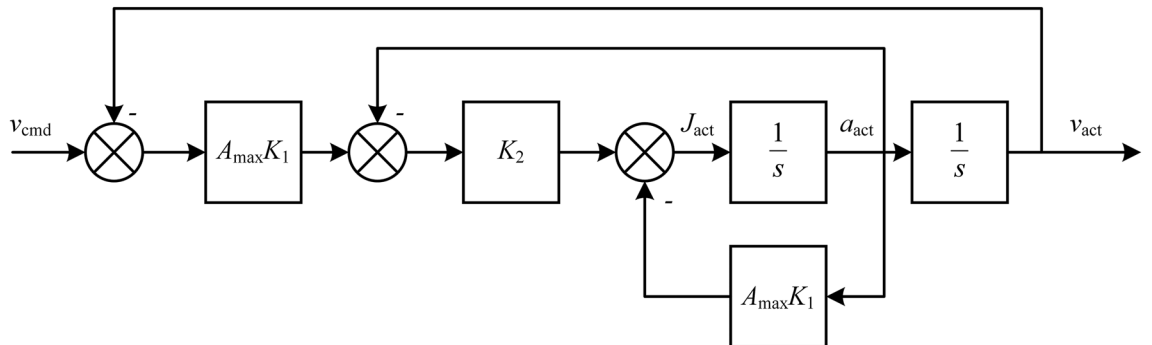 v_cmd
-
A_max K_1
-
K_2
-
J_act
1/s
a_act
1/s
v_act
A_max K_1